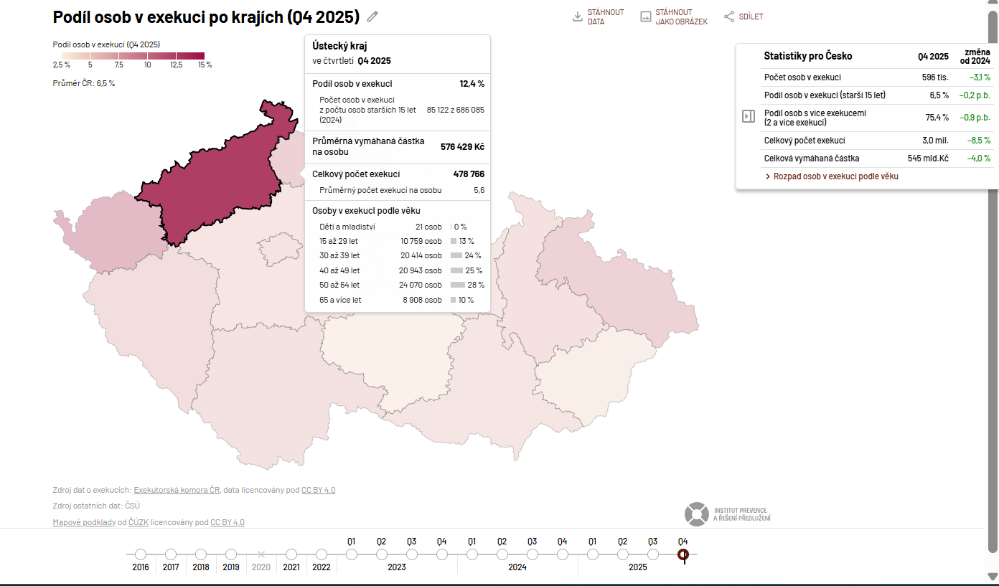 Podíl osob v exekuci po krajích (Q4 2025)
STÁHNOUT
DATA
STÁHNOUT
JAKO OBRÁZEK
SDÍLET
Podíl osob v exekuci (Q4 2025)
2,5 % 5 7,5 10 12,5 15 %
Průměr ČR: 6,5 %
Ústecký kraj
ve čtvrtletí Q4 2025
Podíl osob v exekuci 12,4 %
Počet osob v exekuci
z počtu osob starších 15 let
(2024) 85 122 z 686 085
Průměrná vymáhaná částka
na osobu 576 429 Kč
Celkový počet exekucí 478 766
Průměrný počet exekucí na osobu 5,6
Osoby v exekuci podle věku
Děti a mladiství 21 osob 0 %
15 až 29 let 10 759 osob 13 %
30 až 39 let 20 414 osob 24 %
40 až 49 let 20 943 osob 25 %
50 až 64 let 24 070 osob 28 %
65 a více let 8 908 osob 10 %
Statistiky pro Česko Q4 2025 změna
od 2024
Počet osob v exekuci 596 tis. −3,1 %
Podíl osob v exekuci (starší 15 let) 6,5 % −0,2 p.b.
Podíl osob s více exekucemi
(2 a více exekucí) 75,4 % −0,9 p.b.
Celkový počet exekucí 3,0 mil. −8,5 %
Celková vymáhaná částka 545 mld.Kč −4,0 %
Rozpad osob v exekuci podle věku
Zdroj dat o exekucích: Exekutorská komora ČR, data licencovány pod CC BY 4.0
Zdroj ostatních dat: ČSÚ
Mapové podklady od ČÚZK licencovány pod CC BY 4.0
INSTITUT PREVENCE
A ŘEŠENÍ PŘEDLUŽENÍ
Q1 Q2 Q3 Q4 Q1 Q2 Q3 Q4 Q1 Q2 Q3 Q4
2016 2017 2018 2019 2020 2021 2022 2023 2024 2025